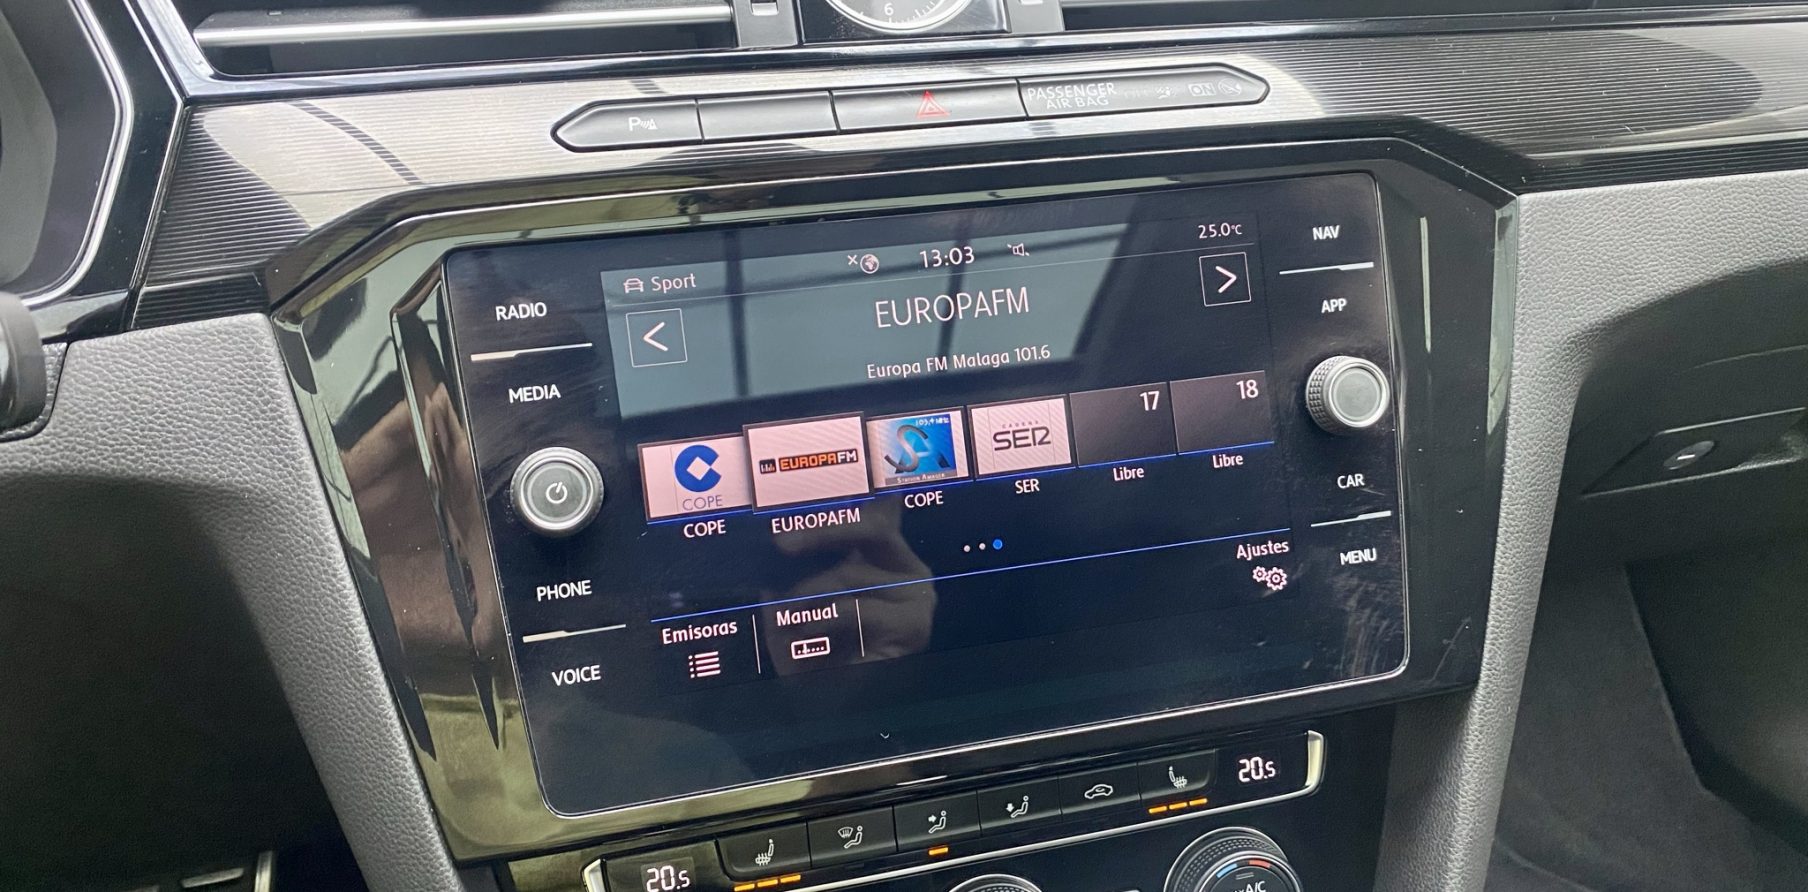 6
PASSENGER
AIR BAG
ON
P
RADIO
MEDIA
PHONE
VOICE
Sport
13:03
25.0°C
EUROPAFM
Europa FM Malaga 101.6
COPE
COPE
EUROPAFM
EUROPAFM
COPE
CADENA
SER
SER
17
Libre
18
Libre
Ajustes
Emisoras
Manual
NAV
APP
CAR
MENU
20.5
20.5
A/C